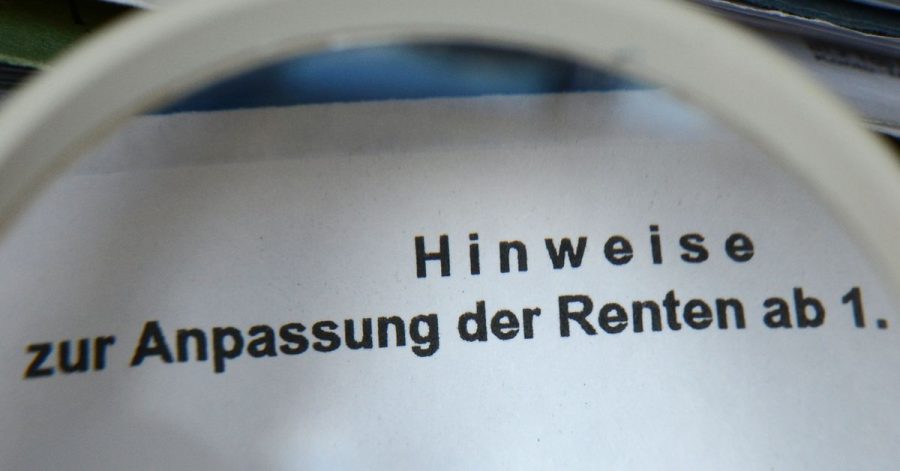 Hinweise
zur Anpassung der Renten ab 1.